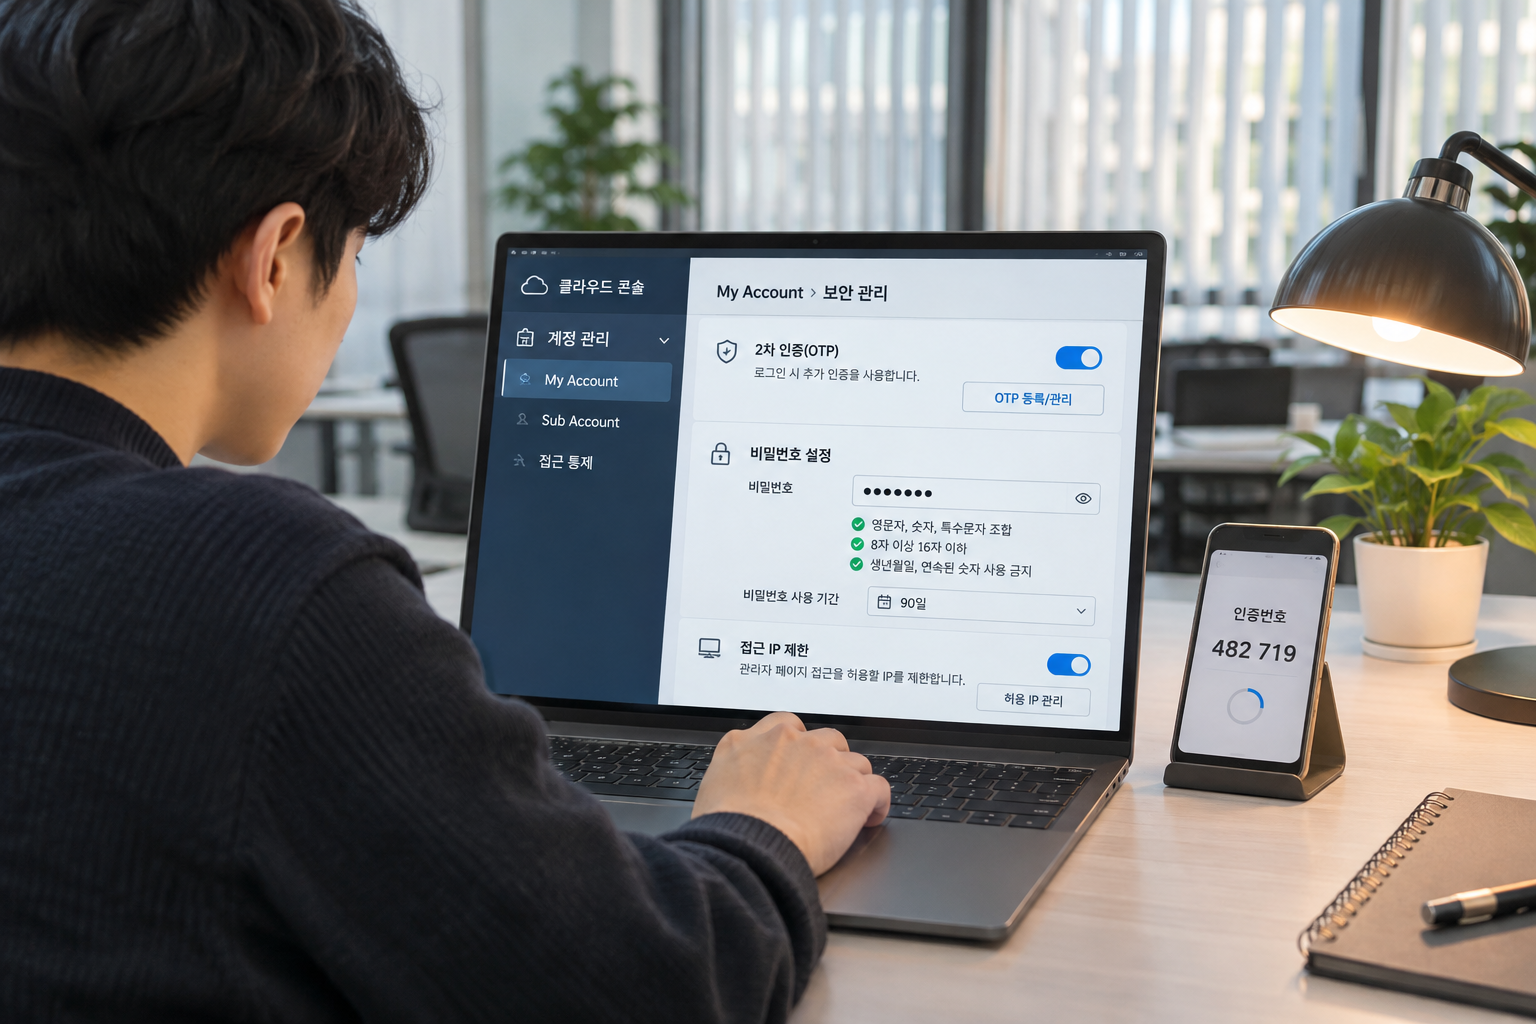 클라우드 콘솔
계정 관리
My Account
Sub Account
접근 통제
My Account > 보안 관리
2차 인증(OTP)
로그인 시 추가 인증을 사용합니다.
OTP 등록/관리
비밀번호 설정
비밀번호
●●●●●●●
영문자, 숫자, 특수문자 조합
8자 이상 16자 이하
생년월일, 연속된 숫자 사용 금지
비밀번호 사용 기간
90일
접근 IP 제한
관리자 페이지 접근을 허용할 IP를 제한합니다.
허용 IP 관리
인증번호
482 719